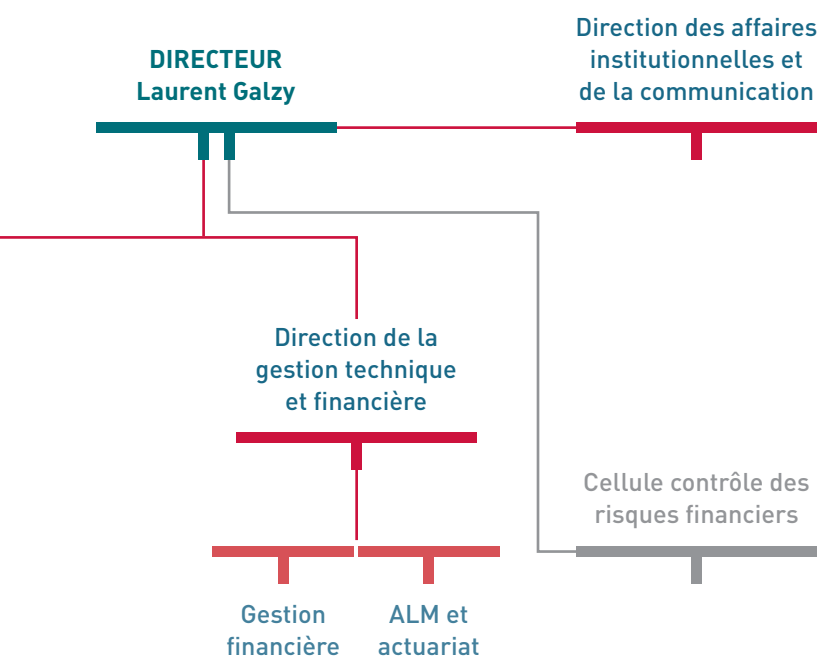 DIRECTEUR
Laurent Galzy
Direction des affaires
institutionnelles et
de la communication
Direction de la
gestion technique
et financière
Cellule contrôle des
risques financiers
Gestion
financière
ALM et
actuariat